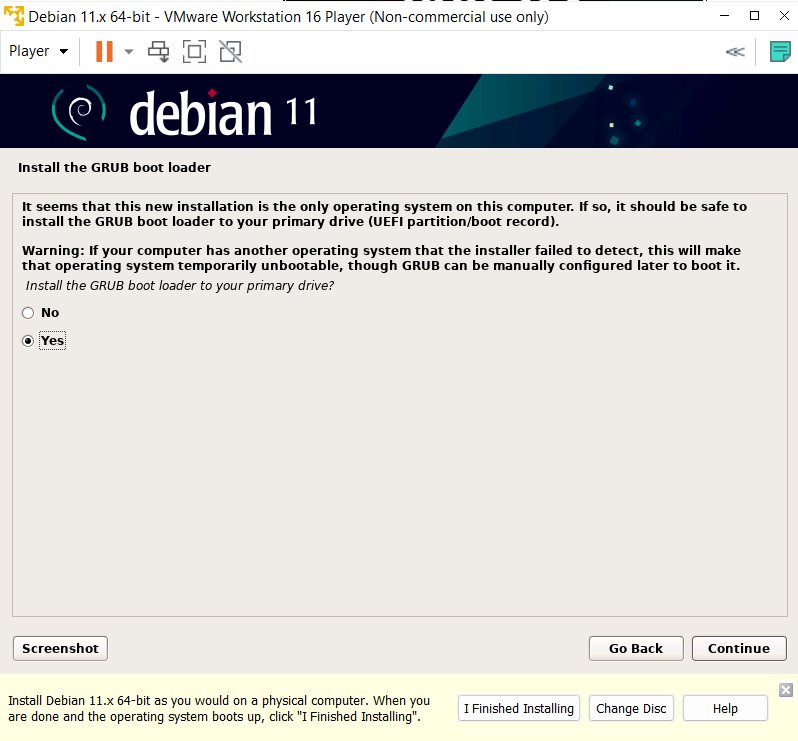 Debian 11.x 64-bit - VMware Workstation 16 Player (Non-commercial use only)
Player
debian 11
Install the GRUB boot loader
It seems that this new installation is the only operating system on this computer. If so, it should be safe to
install the GRUB boot loader to your primary drive (UEFI partition/boot record).
Warning: If your computer has another operating system that the installer failed to detect, this will make
that operating system temporarily unbootable, though GRUB can be manually configured later to boot it.
Install the GRUB boot loader to your primary drive?
No
Yes
Screenshot
Go Back
Continue
Install Debian 11.x 64-bit as you would on a physical computer. When you
are done and the operating system boots up, click "I Finished Installing".
I Finished Installing
Change Disc
Help